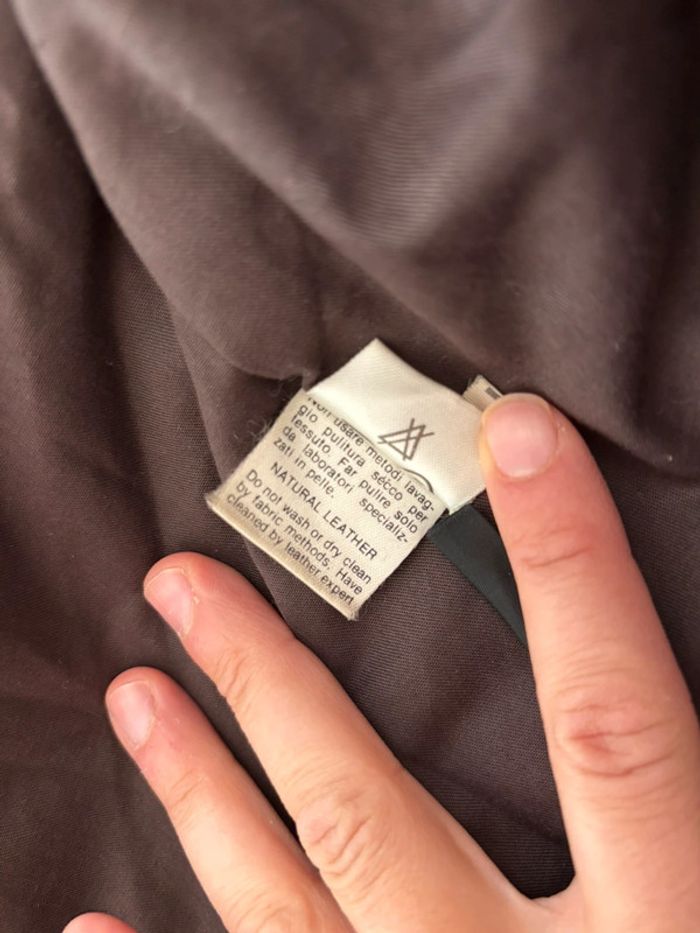 Non usare metodi lavag-
gio pulitura secco per
tessuto. Far pulire solo
da laboratori specializ-
zati in pelle.
NATURAL LEATHER
Do not wash or dry clean
by fabric methods. Have
cleaned by leather expert